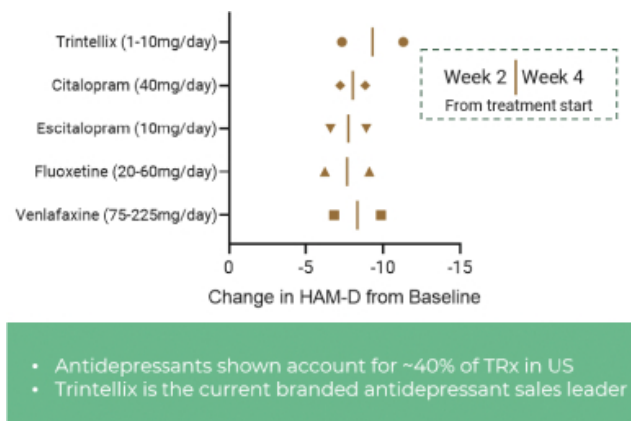 Trintellix (1-10mg/day)
Citalopram (40mg/day)
Escitalopram (10mg/day)
Fluoxetine (20-60mg/day)
Venlafaxine (75-225mg/day)
Week 2 | Week 4
From treatment start
0 -5 -10 -15
Change in HAM-D from Baseline
• Antidepressants shown account for ~40% of TRx in US
• Trintellix is the current branded antidepressant sales leader